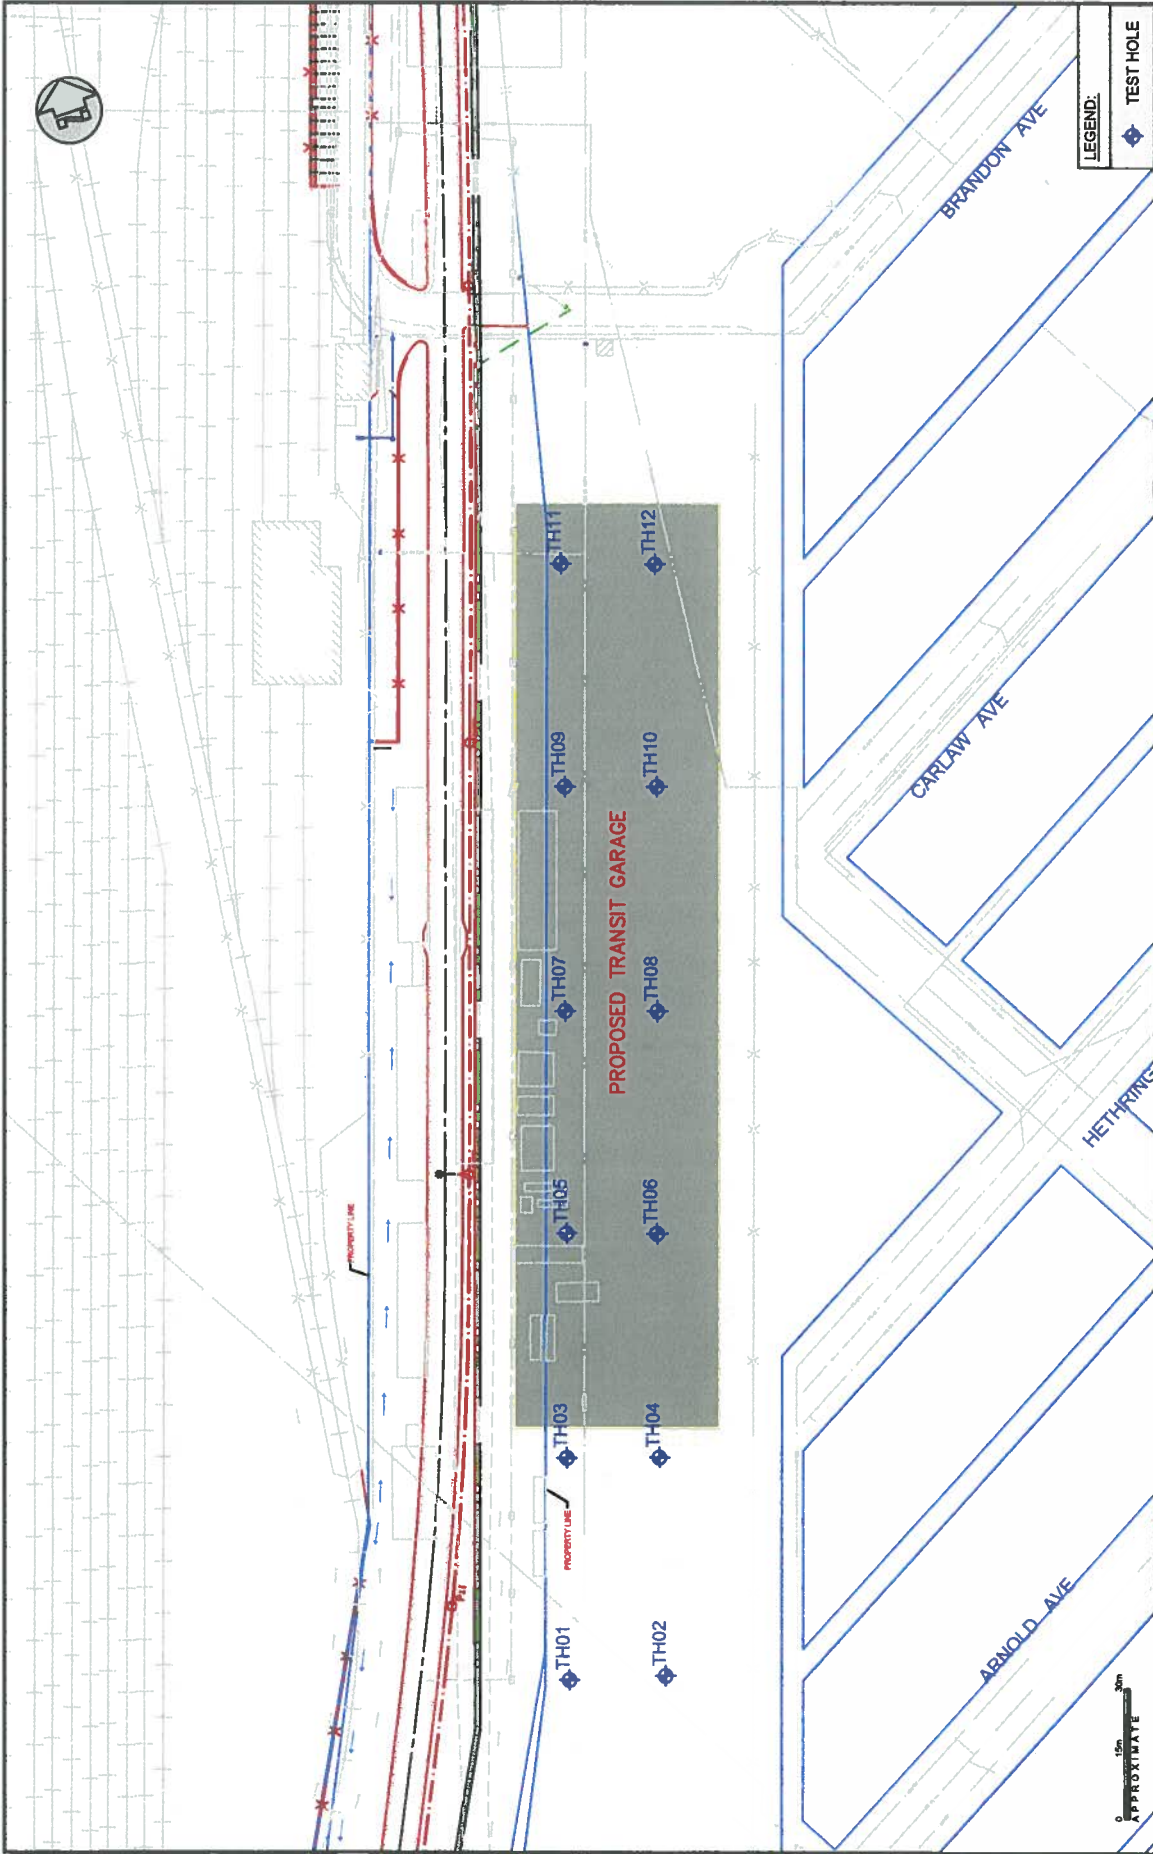 LEGEND:
TEST HOLE
BRANDON AVE
CARLAW AVE
ARNOLD AVE
HETHRING
PROPOSED TRANSIT GARAGE
TH01
TH02
TH03
TH04
TH05
TH06
TH07
TH08
TH09
TH10
TH11
TH12
PROPERTY LINE
PROPERTY LINE
0 15m 30m
APPROXIMATE